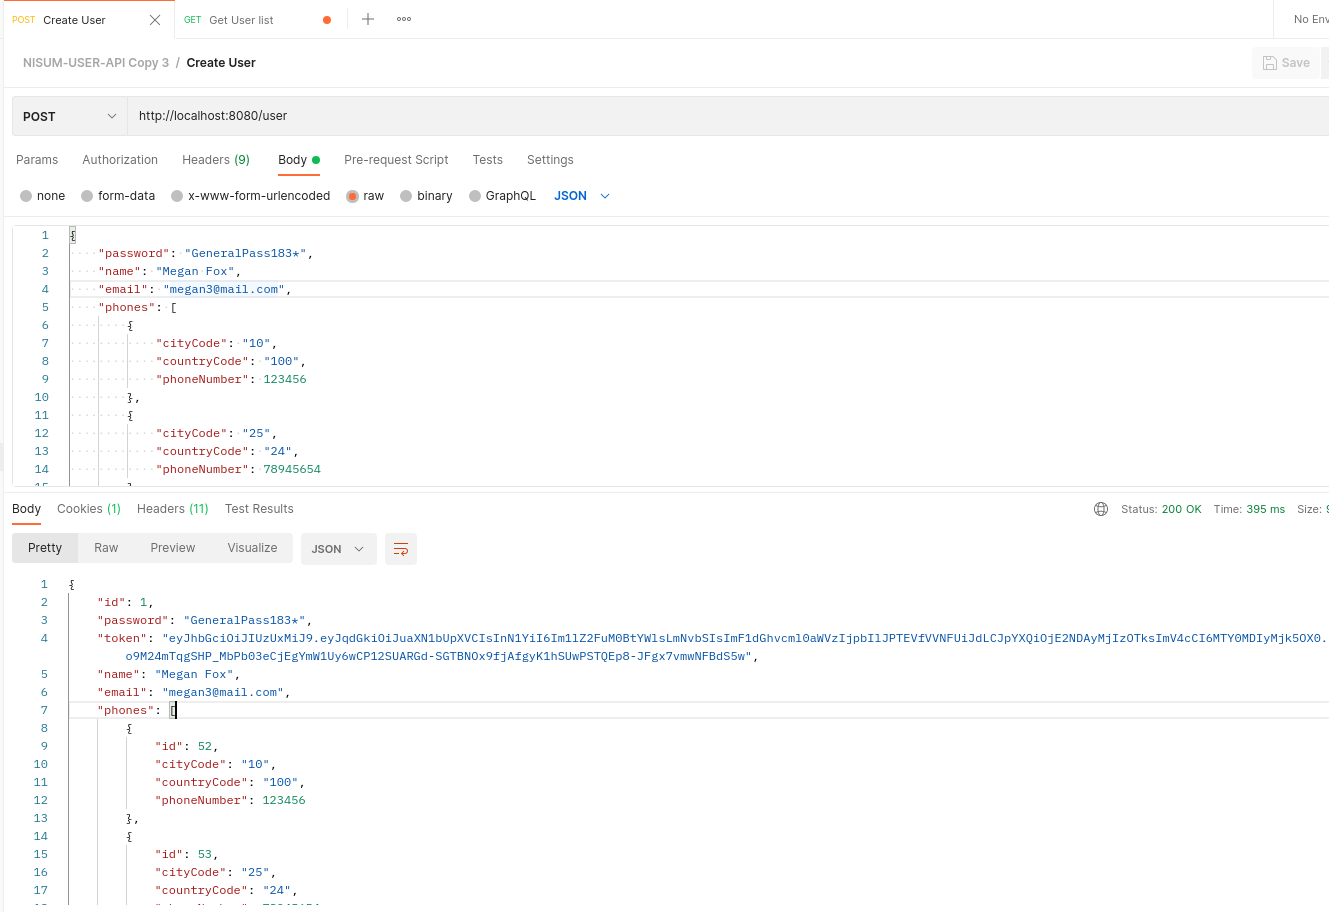 POST Create User GET Get User list No Env
NISUM-USER-API Copy 3 / Create User Save
POST http://localhost:8080/user
Params Authorization Headers (9) Body Pre-request Script Tests Settings
none form-data x-www-form-urlencoded raw binary GraphQL JSON
1 {
2 "password": "GeneralPass183*",
3 "name": "Megan Fox",
4 "email": "megan3@mail.com",
5 "phones": [
6 {
7 "cityCode": "10",
8 "countryCode": "100",
9 "phoneNumber": 123456
10 },
11 {
12 "cityCode": "25",
13 "countryCode": "24",
14 "phoneNumber": 78945654
Body Cookies (1) Headers (11) Test Results Status: 200 OK Time: 395 ms Size:
Pretty Raw Preview Visualize JSON
1 {
2 "id": 1,
3 "password": "GeneralPass183*",
4 "token": "eyJhbGciOiJIUzUxMiJ9.eyJqdGkiOiJuaXN1bUpXVCIsInN1YiI6Im1lZ2FuM0BtYWlsLmNvbSIsImF1dGhvcml0aWVzIjpbIlJPTEVfVVNFUiJdLCJpYXQiOjE2NDAyMjIzOTksImV4cCI6MTY0MDIyMjk5OX0.
o9M24mTqgSHP_MbPb03eCjEgYmW1Uy6wCP12SUARGd-SGTBNOx9fjAfgyK1hSUwPSTQEp8-JFgx7vmwNFBdS5w",
5 "name": "Megan Fox",
6 "email": "megan3@mail.com",
7 "phones": [
8 {
9 "id": 52,
10 "cityCode": "10",
11 "countryCode": "100",
12 "phoneNumber": 123456
13 },
14 {
15 "id": 53,
16 "cityCode": "25",
17 "countryCode": "24",